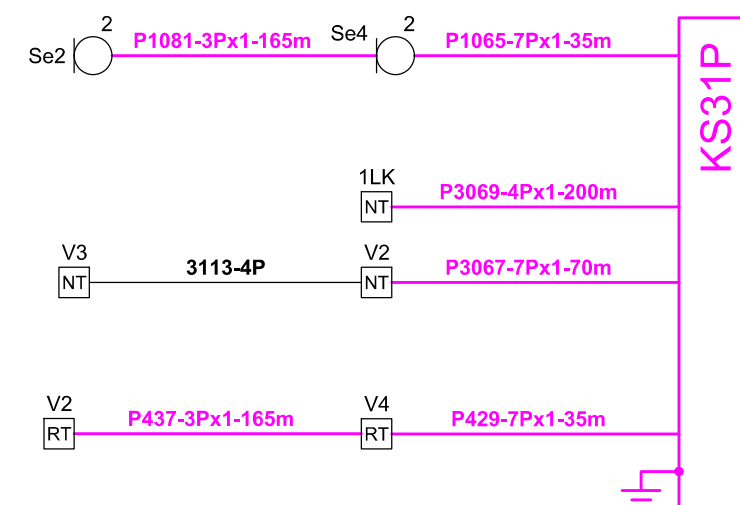 2
Se2
P1081-3Px1-165m
Se4
2
P1065-7Px1-35m
KS31P
1LK
NT
P3069-4Px1-200m
V3
NT
3113-4P
V2
NT
P3067-7Px1-70m
V2
RT
P437-3Px1-165m
V4
RT
P429-7Px1-35m